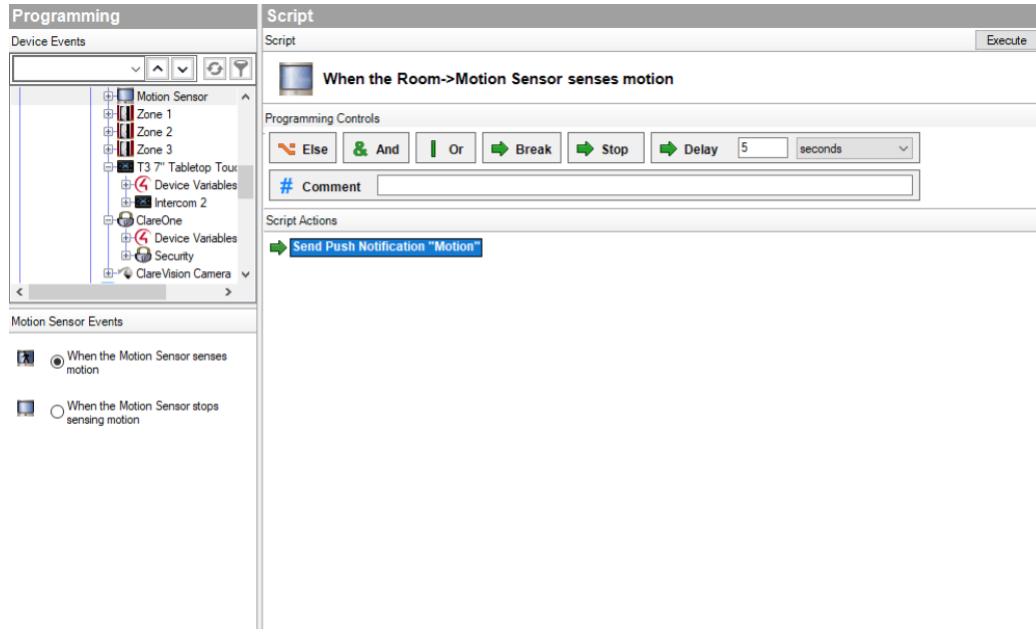 Programming
Device Events
Motion Sensor
Zone 1
Zone 2
Zone 3
T3 7" Tabletop
Device Variables
Intercom 2
ClareOne
Device Variables
Security
ClareVision Camera
Motion Sensor Events
When the Motion Sensor senses
motion
When the Motion Sensor stops
sensing motion
Script
Script
Execute
When the Room->Motion Sensor senses motion
Programming Controls
Else
& And
Or
Break
Stop
Delay
5
seconds
# Comment
Script Actions
Send Push Notification "Motion"